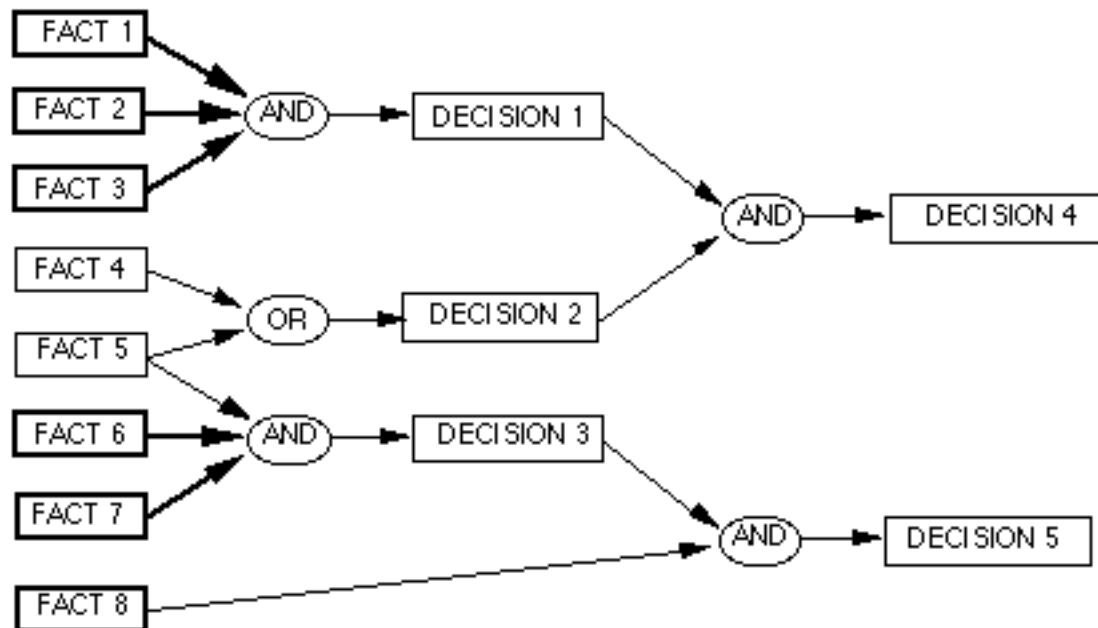 FACT 1
FACT 2
AND
DECISION 1
FACT 3
AND
DECISION 4
FACT 4
OR
DECISION 2
FACT 5
FACT 6
AND
DECISION 3
FACT 7
AND
DECISION 5
FACT 8